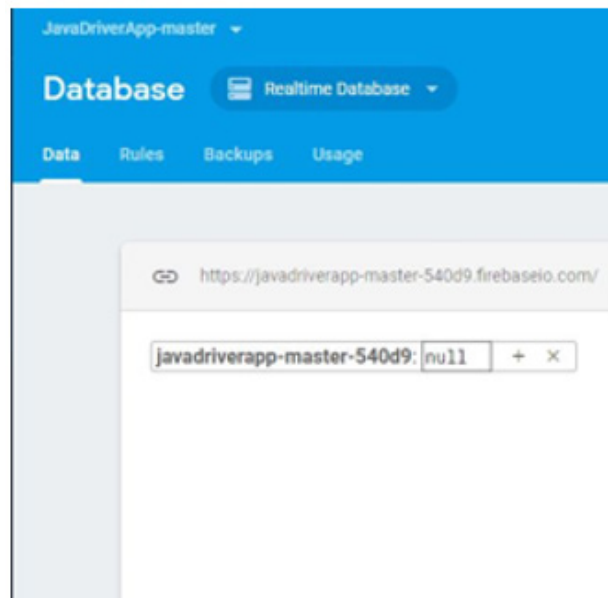 JavaDriverApp-master
Database Realtime Database
Data Rules Backups Usage
https://javadriverapp-master-540d9.firebaseio.com/
javadriverapp-master-540d9: null + ×